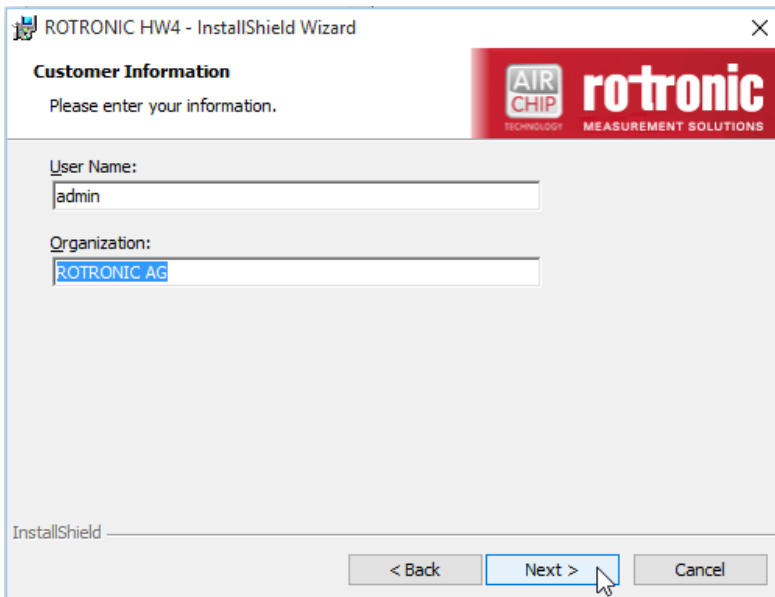 ROTRONIC HW4 - InstallShield Wizard
Customer Information
Please enter your information.
AIR
CHIP
TECHNOLOGY
rotronic
MEASUREMENT SOLUTIONS
User Name:
admin
Organization:
ROTRONIC AG
InstallShield
< Back Next > Cancel